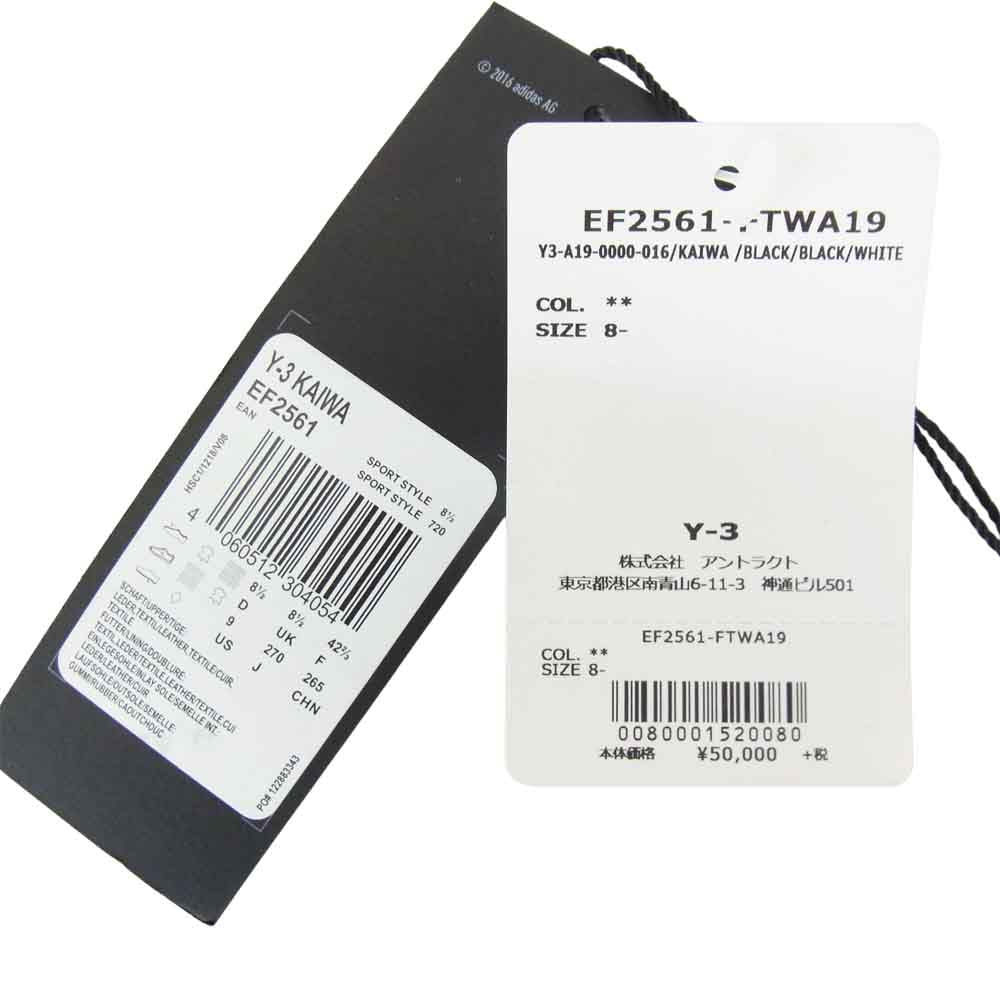 © 2016 adidas AG
Y-3 KAIWA
EF2561
EAN
HSC1/1218/V08
SPORT STYLE 8½
SPORT STYLE 720
4 060512 304054
8½ 8½ 42⅔
D UK F
9 270 265
US J CHN
SCHAFT/UPPER/TIGE:
LEDER,TEXTIL/LEATHER,TEXTILE/CUIR,
TEXTILE
FUTTER/LINING/DOUBLURE:
TEXTIL,LEDER/TEXTILE,LEATHER/TEXTILE,CUI
EINLEGESOHLE/INLAY SOLE/SEMELLE INT.
LEDER/LEATHER/CUIR
LAUFSOHLE/OUTSOLE/SEMELLE:
GUMMI/RUBBER/CAOUTCHOUC
PO# 122883343
EF2561-.-TWA19
Y3-A19-0000-016/KAIWA /BLACK/BLACK/WHITE
COL. **
SIZE 8-
Y-3
株式会社 アントラクト
東京都港区南青山6-11-3 神通ビル501
EF2561-FTWA19
COL. **
SIZE 8-
0080001520080
本体価格 ¥50,000 +税